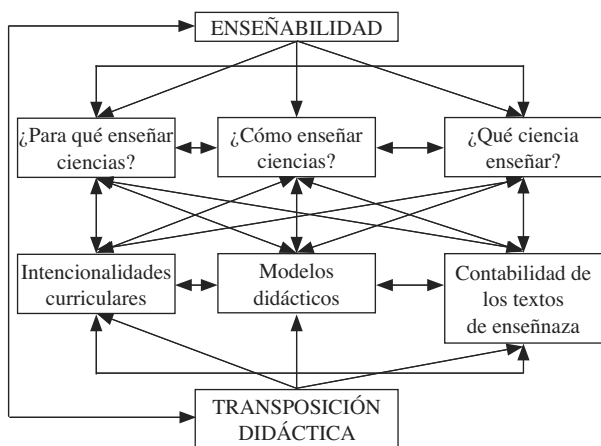 ENSEÑABILIDAD
¿Para qué enseñar
ciencias?
¿Cómo enseñar
ciencias?
¿Qué ciencia
enseñar?
Intencionalidades
curriculares
Modelos
didácticos
Contabilidad de
los textos
de enseñnaza
TRANSPOSICIÓN
DIDÁCTICA